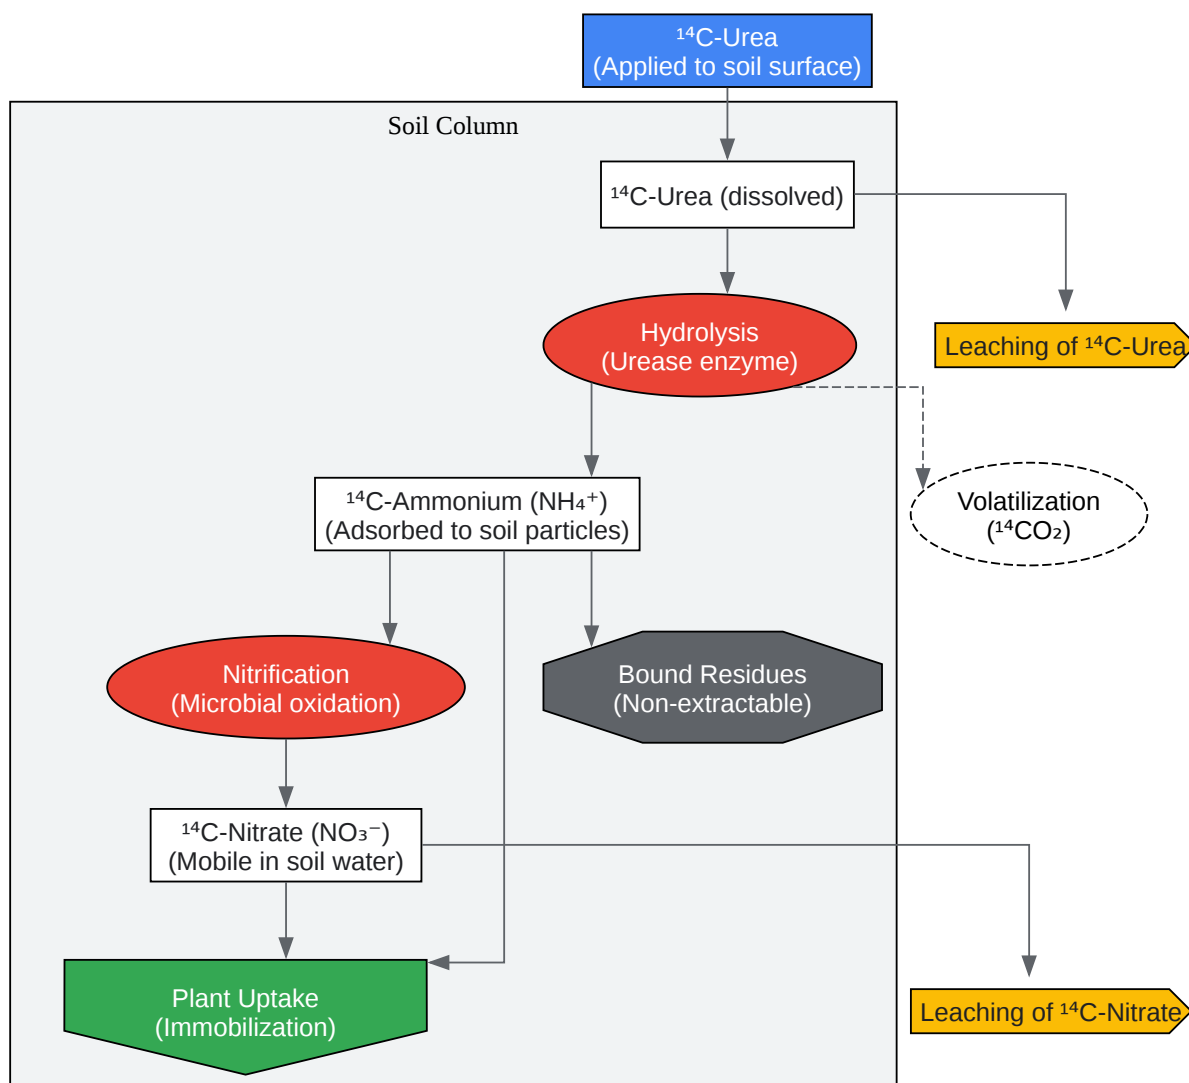 ¹⁴C-Urea
(Applied to soil surface)
Soil Column
¹⁴C-Urea (dissolved)
Hydrolysis
(Urease enzyme)
Leaching of ¹⁴C-Urea
¹⁴C-Ammonium (NH₄⁺)
(Adsorbed to soil particles)
Volatilization
(¹⁴CO₂)
Nitrification
(Microbial oxidation)
Bound Residues
(Non-extractable)
¹⁴C-Nitrate (NO₃⁻)
(Mobile in soil water)
Plant Uptake
(Immobilization)
Leaching of ¹⁴C-Nitrate